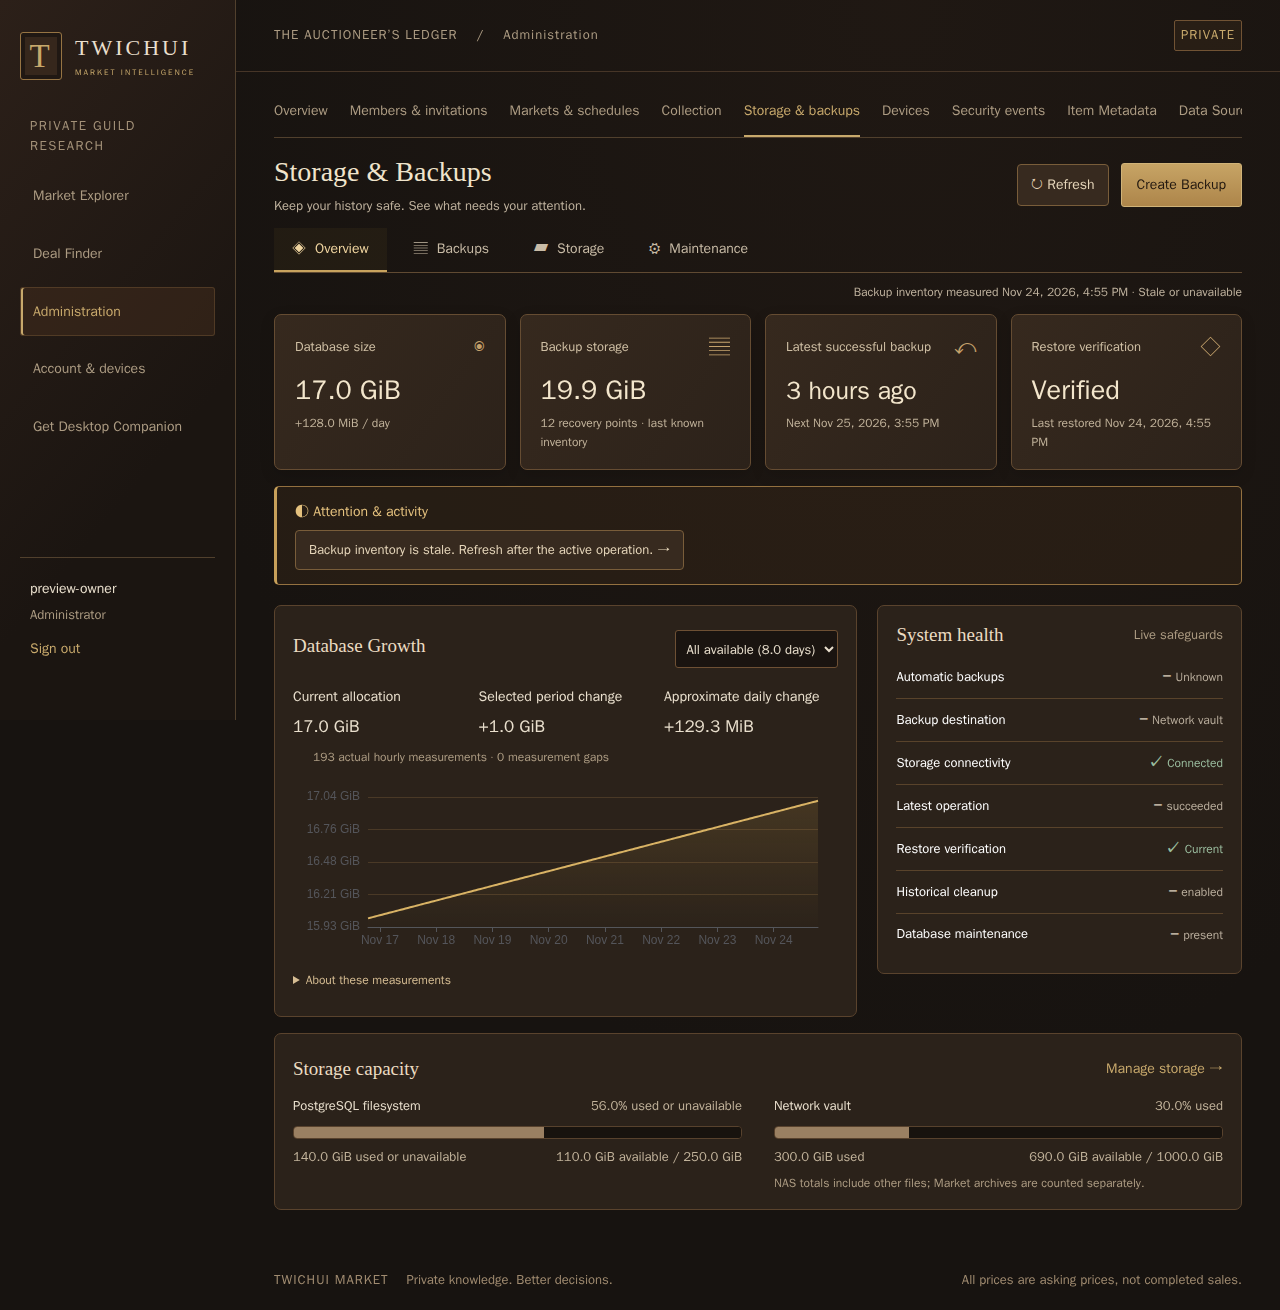 T
TWICHUI
MARKET INTELLIGENCE
PRIVATE GUILD
RESEARCH
Market Explorer
Deal Finder
Administration
Account & devices
Get Desktop Companion
preview-owner
Administrator
Sign out
THE AUCTIONEER'S LEDGER / Administration
PRIVATE
Overview Members & invitations Markets & schedules Collection Storage & backups Devices Security events Item Metadata Data Sour
Storage & Backups
Keep your history safe. See what needs your attention.
↻ Refresh
Create Backup
Overview Backups Storage Maintenance
Backup inventory measured Nov 24, 2026, 4:55 PM · Stale or unavailable
Database size
17.0 GiB
+128.0 MiB / day
Backup storage
19.9 GiB
12 recovery points · last known
inventory
Latest successful backup
3 hours ago
Next Nov 25, 2026, 3:55 PM
Restore verification
Verified
Last restored Nov 24, 2026, 4:55
PM
Attention & activity
Backup inventory is stale. Refresh after the active operation. →
Database Growth
All available (8.0 days)
Current allocation Selected period change Approximate daily change
17.0 GiB +1.0 GiB +129.3 MiB
193 actual hourly measurements · 0 measurement gaps
17.04 GiB
16.76 GiB
16.48 GiB
16.21 GiB
15.93 GiB
Nov 17 Nov 18 Nov 19 Nov 20 Nov 21 Nov 22 Nov 23 Nov 24
▶ About these measurements
System health
Live safeguards
Automatic backups – Unknown
Backup destination – Network vault
Storage connectivity ✓ Connected
Latest operation – succeeded
Restore verification ✓ Current
Historical cleanup – enabled
Database maintenance – present
Storage capacity
Manage storage →
PostgreSQL filesystem 56.0% used or unavailable
140.0 GiB used or unavailable 110.0 GiB available / 250.0 GiB
Network vault 30.0% used
300.0 GiB used 690.0 GiB available / 1000.0 GiB
NAS totals include other files; Market archives are counted separately.
TWICHUI MARKET Private knowledge. Better decisions.
All prices are asking prices, not completed sales.